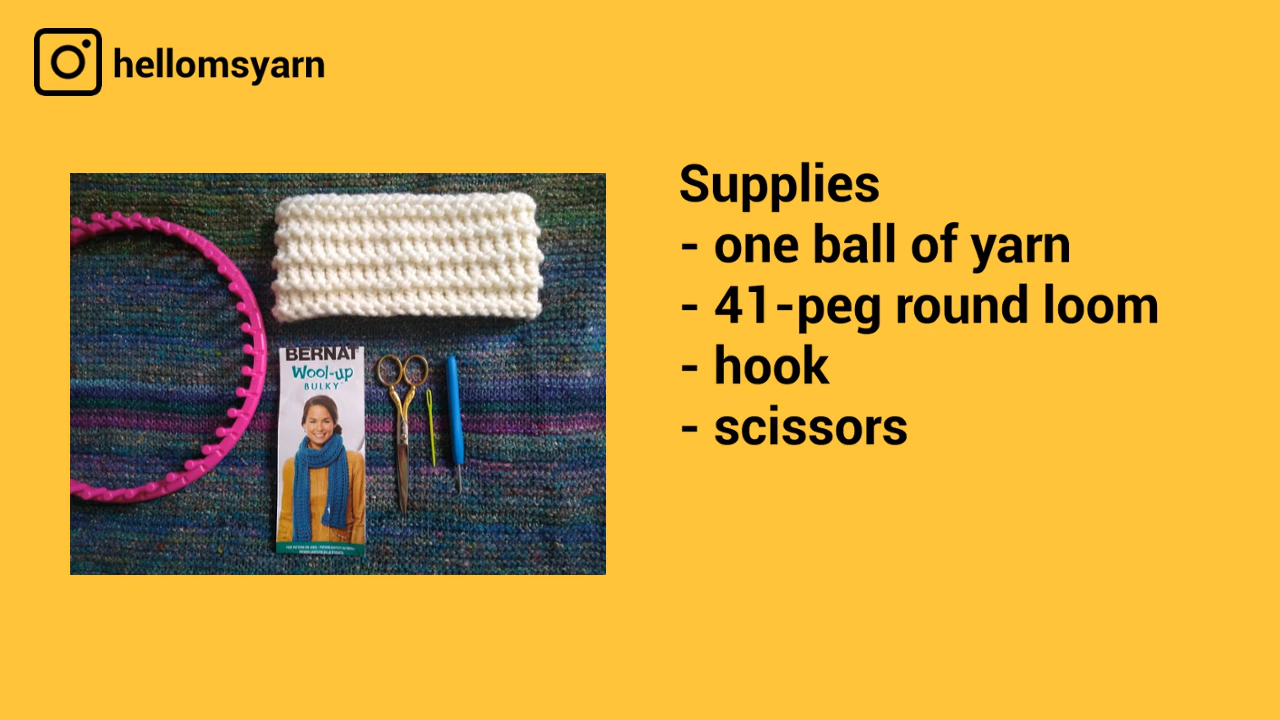 hellomsyarn
Supplies
- one ball of yarn
- 41-peg round loom
- hook
- scissors
BERNAT
Wool-up
BULKY